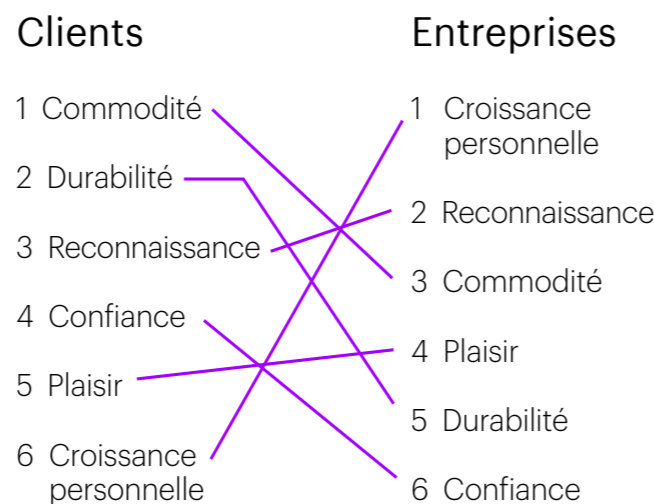 Clients
1 Commodité
2 Durabilité
3 Reconnaissance
4 Confiance
5 Plaisir
6 Croissance
personnelle
Entreprises
1 Croissance
personnelle
2 Reconnaissance
3 Commodité
4 Plaisir
5 Durabilité
6 Confiance